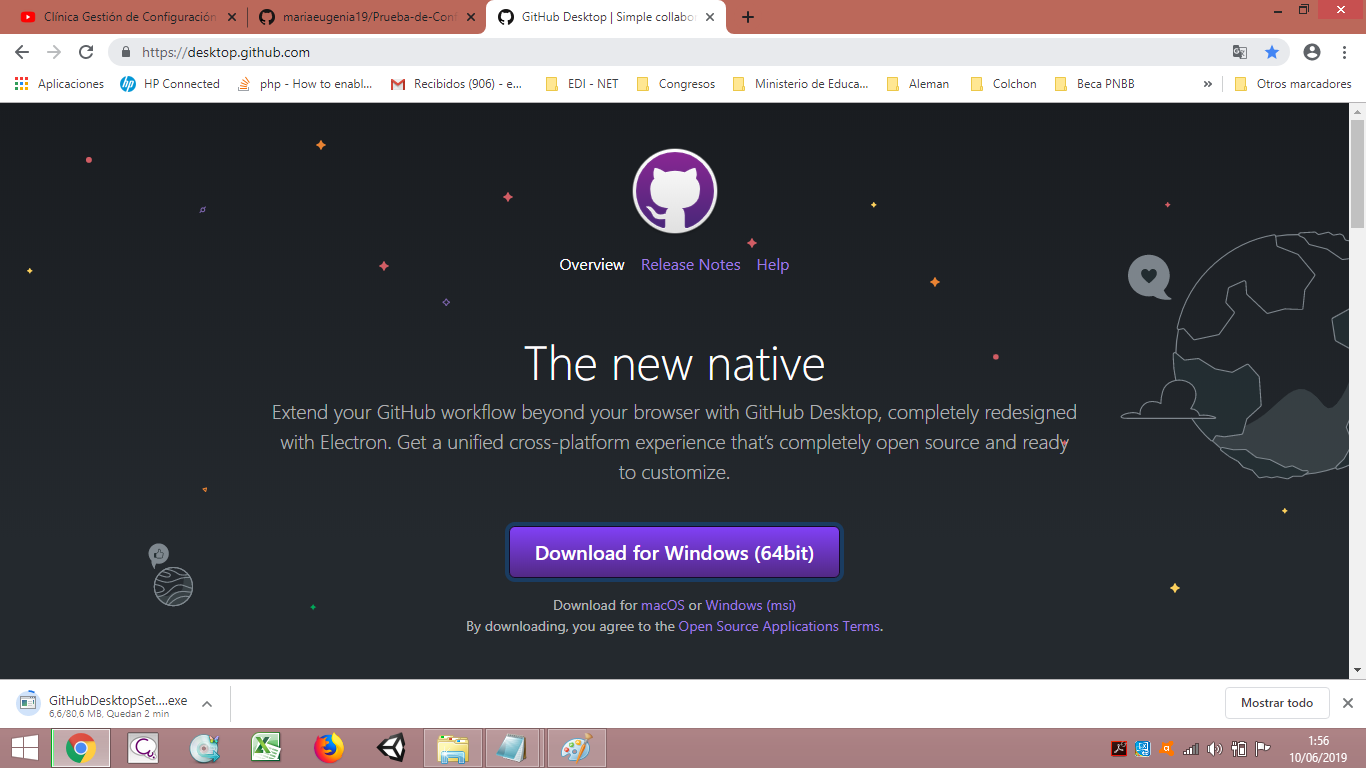 Clínica Gestión de Configuración
mariaeugenia19/Prueba-de-Conf
GitHub Desktop | Simple collabor
https://desktop.github.com
Aplicaciones
HP Connected
php - How to enabl...
Recibidos (906) - e...
EDI - NET
Congresos
Ministerio de Educa...
Aleman
Colchon
Beca PNBB
»
Otros marcadores
Overview
Release Notes
Help
The new native
Extend your GitHub workflow beyond your browser with GitHub Desktop, completely redesigned
with Electron. Get a unified cross-platform experience that's completely open source and ready
to customize.
Download for Windows (64bit)
Download for macOS or Windows (msi)
By downloading, you agree to the Open Source Applications Terms.
GitHubDesktopSet....exe
6,6/80,6 MB, Quedan 2 min
Mostrar todo
1:56
10/06/2019